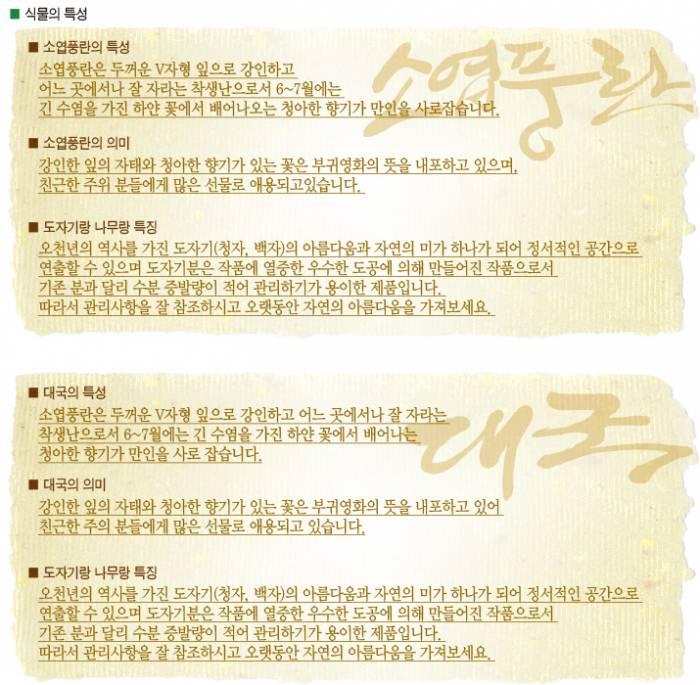 ■ 식물의 특성
소엽풍란
■ 소엽풍란의 특성
소엽풍란은 두꺼운 V자형 잎으로 강인하고
어느 곳에서나 잘 자라는 착생난으로서 6~7월에는
긴 수염을 가진 하얀 꽃에서 배어나오는 청아한 향기가 만인을 사로잡습니다.
■ 소엽풍란의 의미
강인한 잎의 자태와 청아한 향기가 있는 꽃은 부귀영화의 뜻을 내포하고 있으며,
친근한 주위 분들에게 많은 선물로 애용되고있습니다.
■ 도자기랑 나무랑 특징
오천년의 역사를 가진 도자기(청자, 백자)의 아름다움과 자연의 미가 하나가 되어 정서적인 공간으로
연출할 수 있으며 도자기분은 작품에 열중한 우수한 도공에 의해 만들어진 작품으로서
기존 분과 달리 수분 증발량이 적어 관리하기가 용이한 제품입니다.
따라서 관리사항을 잘 참조하시고 오랫동안 자연의 아름다움을 가져보세요.
대국
■ 대국의 특성
소엽풍란은 두꺼운 V자형 잎으로 강인하고 어느 곳에서나 잘 자라는
착생난으로서 6~7월에는 긴 수염을 가진 하얀 꽃에서 배어나는
청아한 향기가 만인을 사로 잡습니다.
■ 대국의 의미
강인한 잎의 자태와 청아한 향기가 있는 꽃은 부귀영화의 뜻을 내포하고 있어
친근한 주의 분들에게 많은 선물로 애용되고 있습니다.
■ 도자기랑 나무랑 특징
오천년의 역사를 가진 도자기(청자, 백자)의 아름다움과 자연의 미가 하나가 되어 정서적인 공간으로
연출할 수 있으며 도자기분은 작품에 열중한 우수한 도공에 의해 만들어진 작품으로서
기존 분과 달리 수분 증발량이 적어 관리하기가 용이한 제품입니다.
따라서 관리사항을 잘 참조하시고 오랫동안 자연의 아름다움을 가져보세요.